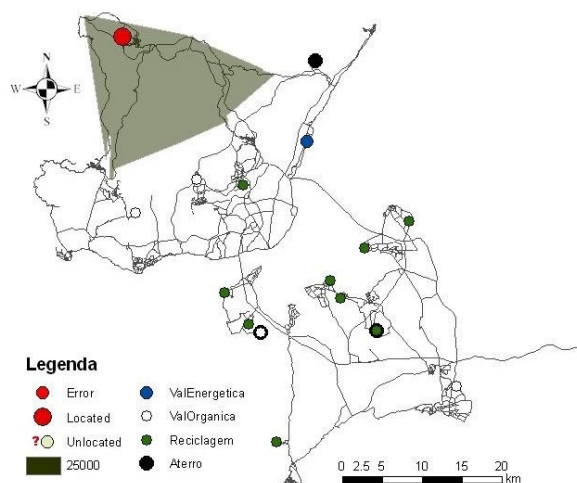 N
W E
S
Legenda
Error
Located
? Unlocated
25000
ValEnergetica
ValOrganica
Reciclagem
Aterro
0 2.5 5 10 15 20
km